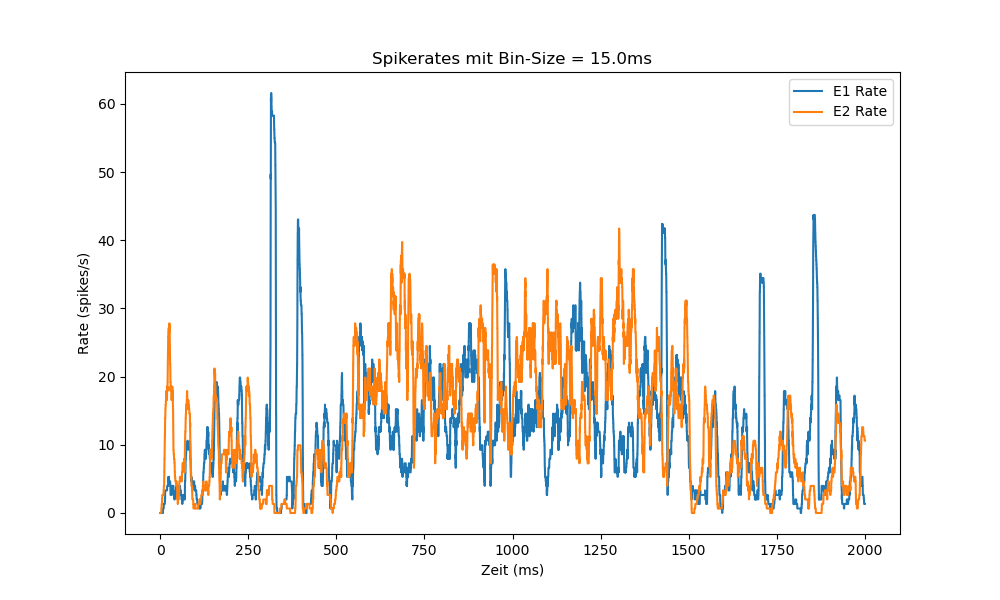 Spikerates mit Bin-Size = 15.0ms
E1 Rate
E2 Rate
Rate (spikes/s)
60
50
40
30
20
10
0
0 250 500 750 1000 1250 1500 1750 2000
Zeit (ms)